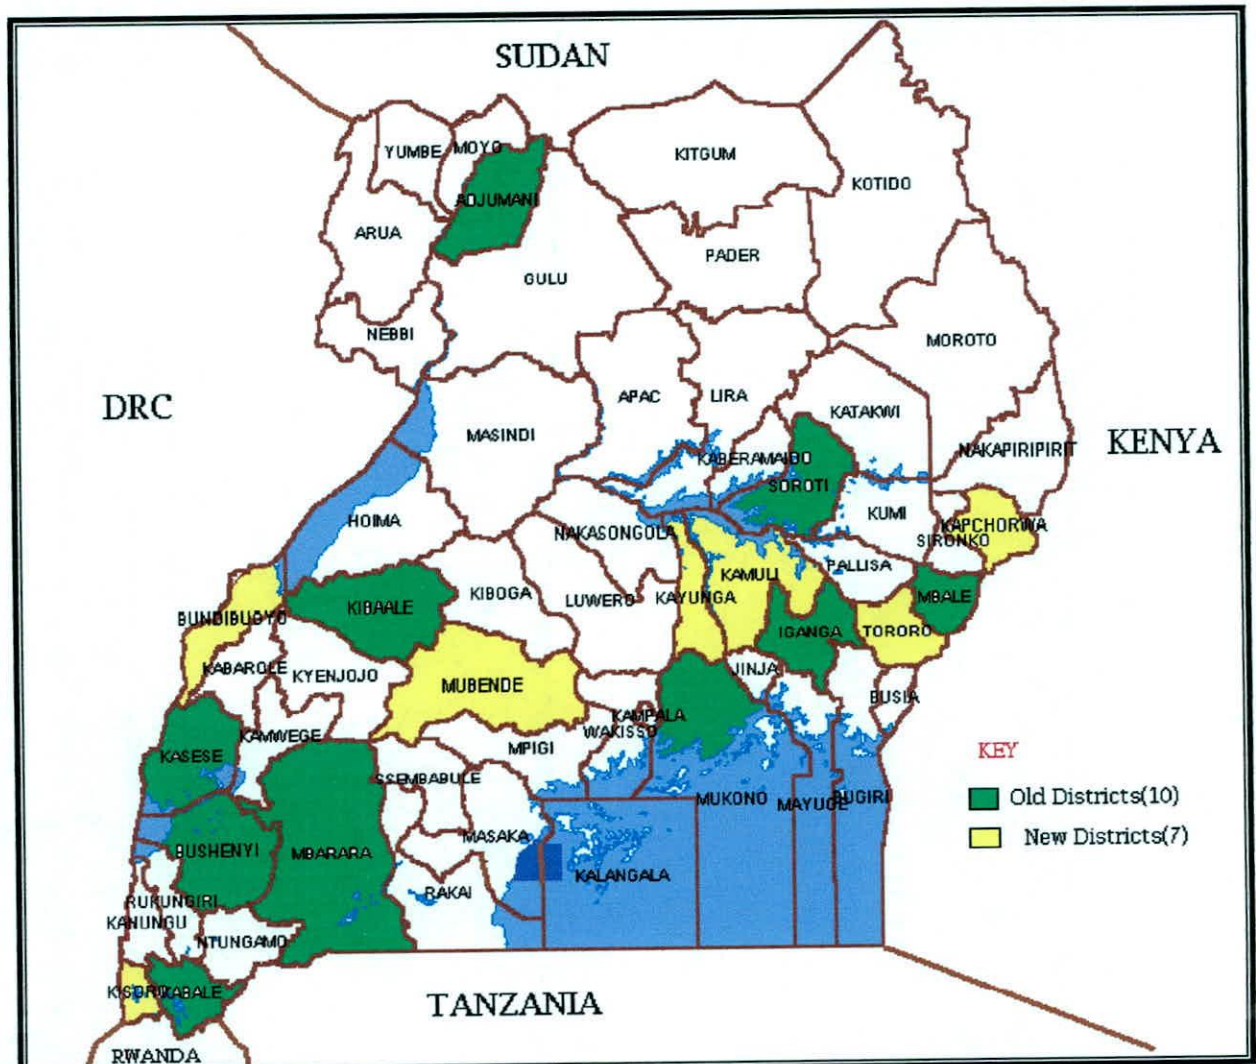 SUDAN
YUMBE
MOYO
KITGUM
KOTIDO
ADJUMANI
ARUA
PADER
GULU
NEBBI
MOROTO
DRC
APAC
LIRA
KATAKWI
MASINDI
KABERAMAIDO
NAKAPIRIPIRIT
KENYA
SOROTI
HOIMA
KUMI
NAKASONGOLA
KAPCHORWA
SIRONKO
PALLISA
KAMULI
KIBOGA
LUWERO
KAYUNGA
MBALE
KIBAALE
BUNDIBUGYO
IGANGA
TORORO
KABAROLE
KYENJOJO
JINJA
MUBENDE
BUSIA
KAMPALA
WAKISSO
KAMWEGE
MPIGI
KASESE
KEY
SSEMBABULE
MUKONO
MAYUGE
BUGIRI
Old Districts(10)
MASAKA
New Districts(7)
BUSHENYI
MBARARA
KALANGALA
RAKAI
RUKUNGIRI
KANUNGU
NTUNGAMO
KISORO
KABALE
TANZANIA
RWANDA